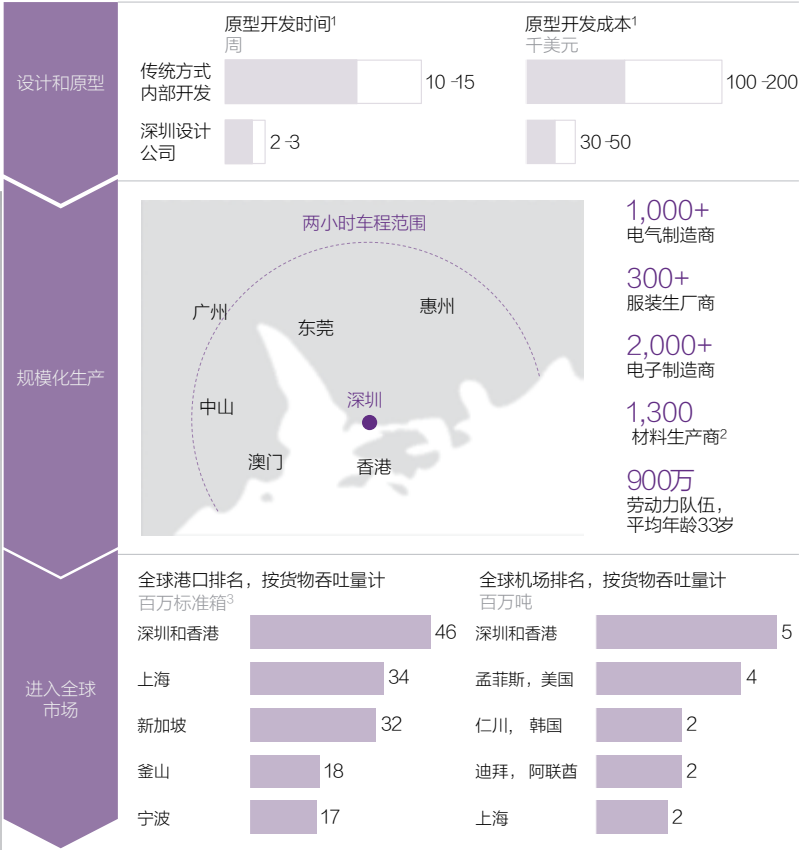 设计和原型
原型开发时间1
周
传统方式
内部开发
10 -15
深圳设计
公司
2 -3
原型开发成本1
千美元
100 -200
30 -50
规模化生产
两小时车程范围
广州
惠州
东莞
深圳
中山
澳门
香港
1,000+
电气制造商
300+
服装生厂商
2,000+
电子制造商
1,300
材料生产商2
900万
劳动力队伍，
平均年龄33岁
进入全球
市场
全球港口排名，按货物吞吐量计
百万标准箱3
深圳和香港 46
上海 34
新加坡 32
釜山 18
宁波 17
全球机场排名，按货物吞吐量计
百万吨
深圳和香港 5
孟菲斯，美国 4
仁川， 韩国 2
迪拜， 阿联酋 2
上海 2